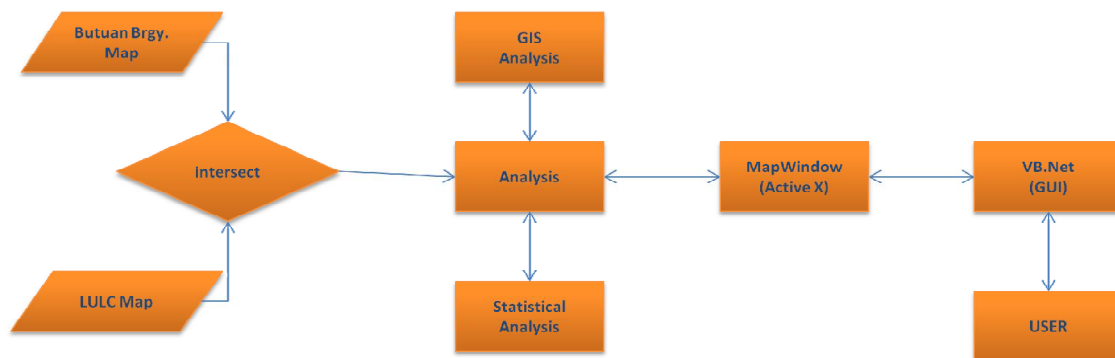 Butuan Brgy.
Map
GIS
Analysis
Intersect
Analysis
MapWindow
(Active X)
VB.Net
(GUI)
LULC Map
Statistical
Analysis
USER